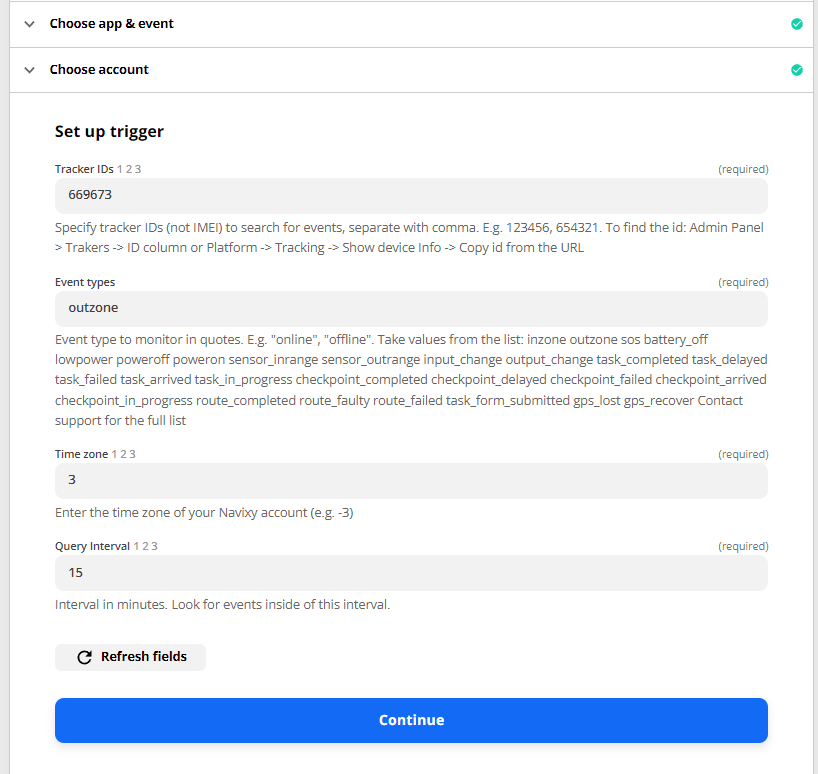 Choose app & event
Choose account
Set up trigger
Tracker IDs 1 2 3 (required)
669673
Specify tracker IDs (not IMEI) to search for events, separate with comma. E.g. 123456, 654321. To find the id: Admin Panel
> Trakers -> ID column or Platform -> Tracking -> Show device Info -> Copy id from the URL
Event types (required)
outzone
Event type to monitor in quotes. E.g. "online", "offline". Take values from the list: inzone outzone sos battery_off
lowpower poweroff poweron sensor_inrange sensor_outrange input_change output_change task_completed task_delayed
task_failed task_arrived task_in_progress checkpoint_completed checkpoint_delayed checkpoint_failed checkpoint_arrived
checkpoint_in_progress route_completed route_faulty route_failed task_form_submitted gps_lost gps_recover Contact
support for the full list
Time zone 1 2 3 (required)
3
Enter the time zone of your Navixy account (e.g. -3)
Query Interval 1 2 3 (required)
15
Interval in minutes. Look for events inside of this interval.
Refresh fields
Continue